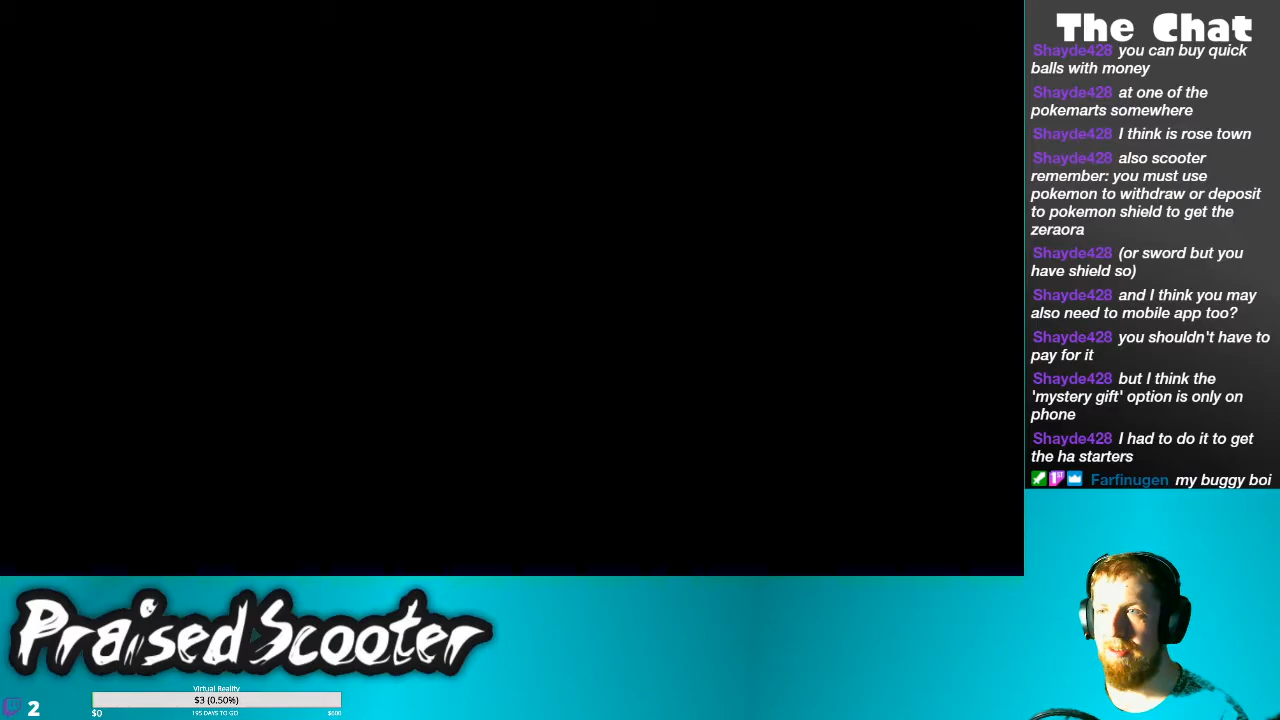 The Chat
Shayde428 you can buy quick
balls with money
Shayde428 at one of the
pokemarts somewhere
Shayde428 I think is rose town
Shayde428 also scooter
remember: you must use
pokemon to withdraw or deposit
to pokemon shield to get the
zeraora
Shayde428 (or sword but you
have shield so)
Shayde428 and I think you may
also need to mobile app too?
Shayde428 you shouldn't have to
pay for it
Shayde428 but I think the
'mystery gift' option is only on
phone
Shayde428 I had to do it to get
the ha starters
Farfinugen my buggy boi
PraisedScooter
2
Virtual Reality
$3 (0.50%)
$0
195 DAYS TO GO
$600